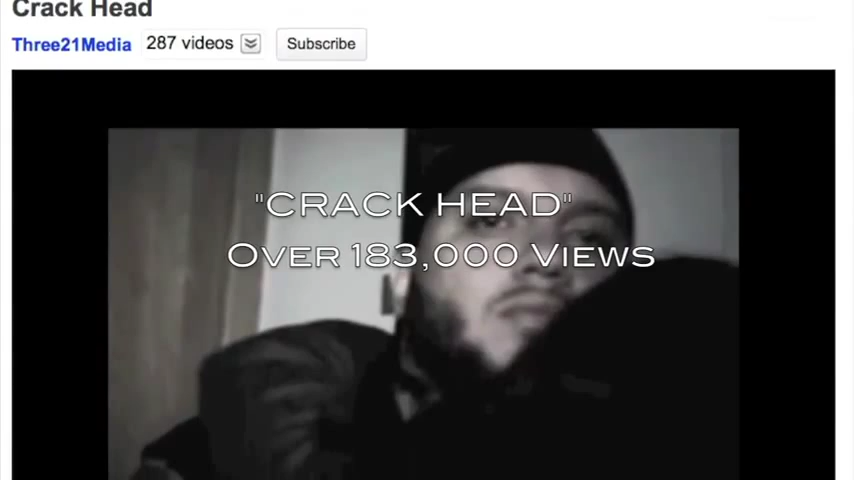 Crack Head
Three21Media 287 videos Subscribe
"CRACK HEAD"
OVER 183,000 VIEWS